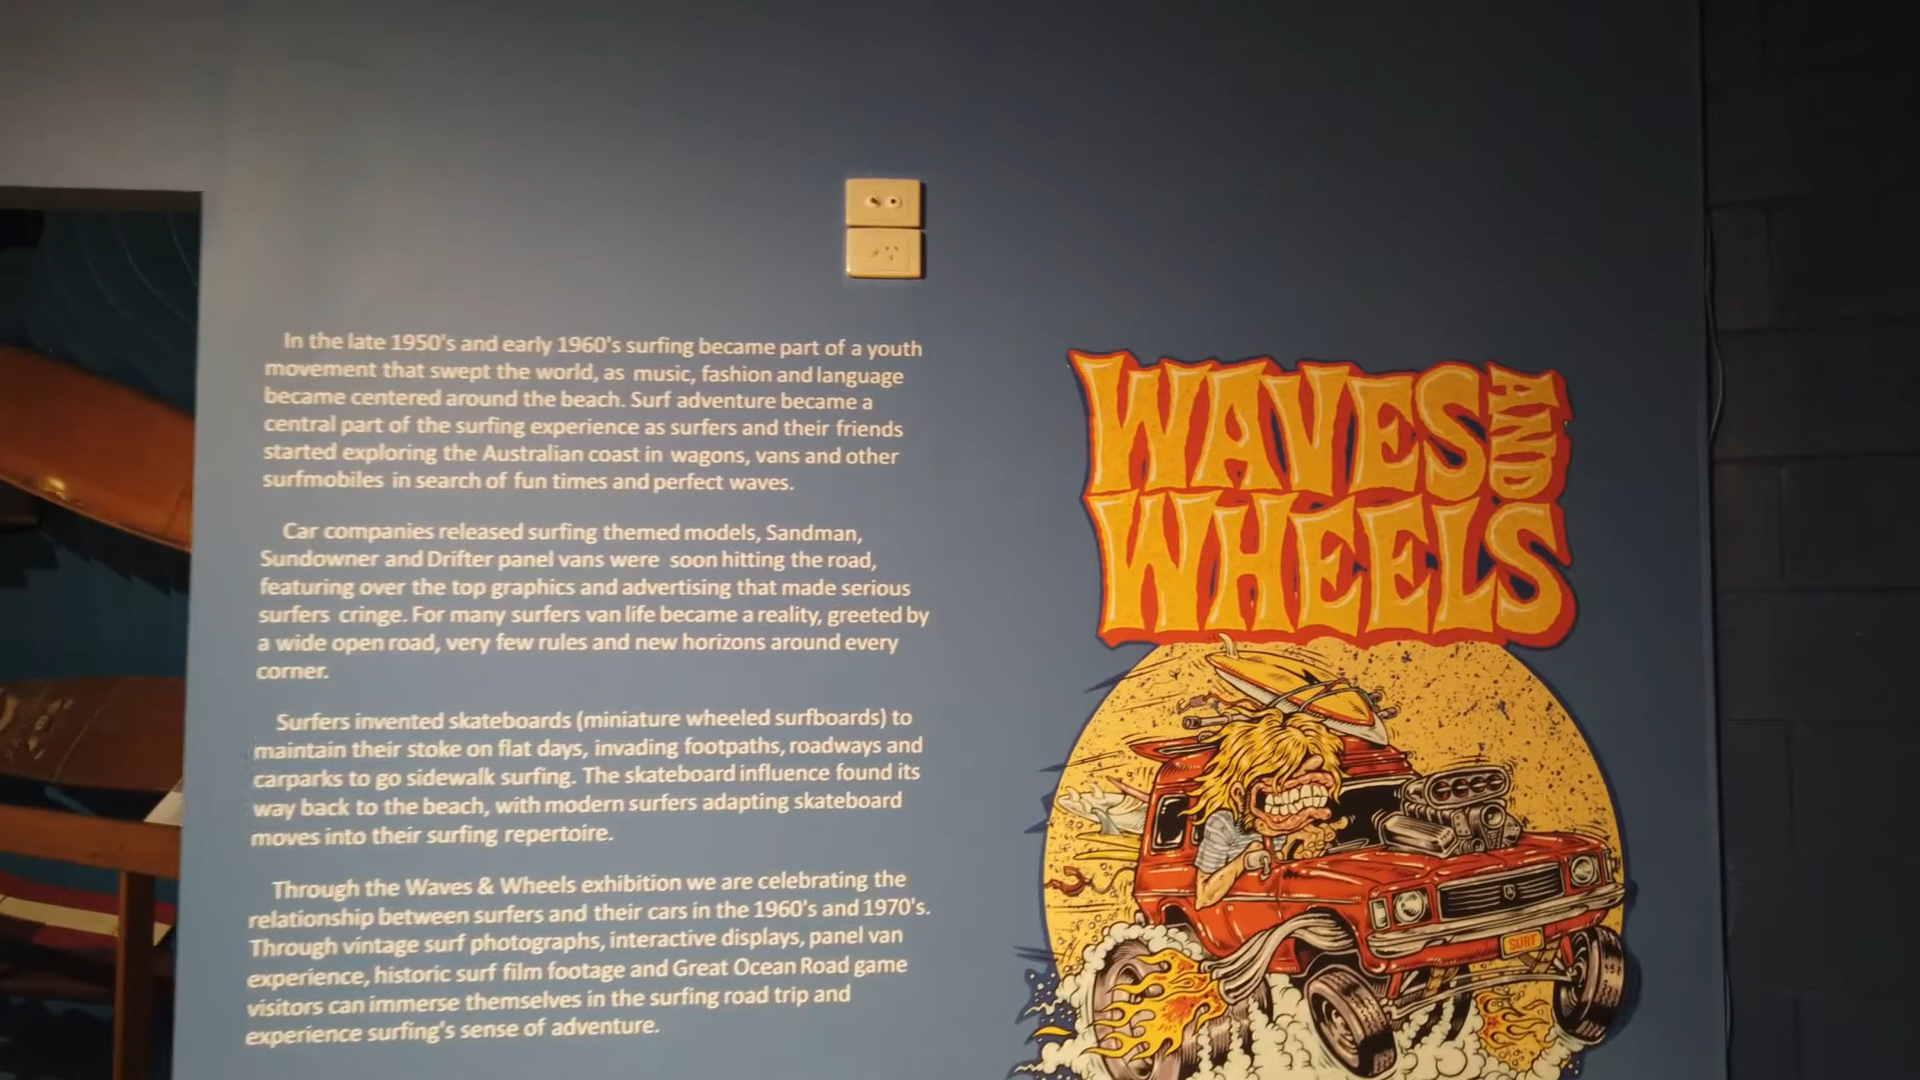 In the late 1950's and early 1960's surfing became part of a youth
movement that swept the world, as music, fashion and language
became centered around the beach. Surf adventure became a
central part of the surfing experience as surfers and their friends
started exploring the Australian coast in wagons, vans and other
surfmobiles in search of fun times and perfect waves.
Car companies released surfing themed models, Sandman,
Sundowner and Drifter panel vans were soon hitting the road,
featuring over the top graphics and advertising that made serious
surfers cringe. For many surfers van life became a reality, greeted by
a wide open road, very few rules and new horizons around every
corner.
Surfers invented skateboards (miniature wheeled surfboards) to
maintain their stoke on flat days, invading footpaths, roadways and
carparks to go sidewalk surfing. The skateboard influence found its
way back to the beach, with modern surfers adapting skateboard
moves into their surfing repertoire.
Through the Waves & Wheels exhibition we are celebrating the
relationship between surfers and their cars in the 1960's and 1970's.
Through vintage surf photographs, interactive displays, panel van
experience, historic surf film footage and Great Ocean Road game
visitors can immerse themselves in the surfing road trip and
experience surfing's sense of adventure.
WAVES AND
WHEELS
SURF